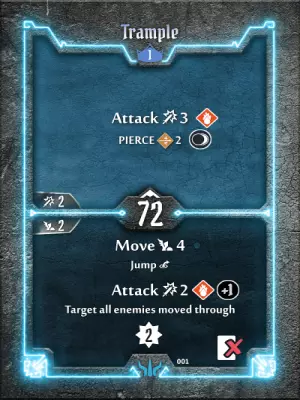 Trample
1
Attack 3
PIERCE 2
2
72
2
Move 4
Jump
Attack 2 +1
Target all enemies moved through
2
001